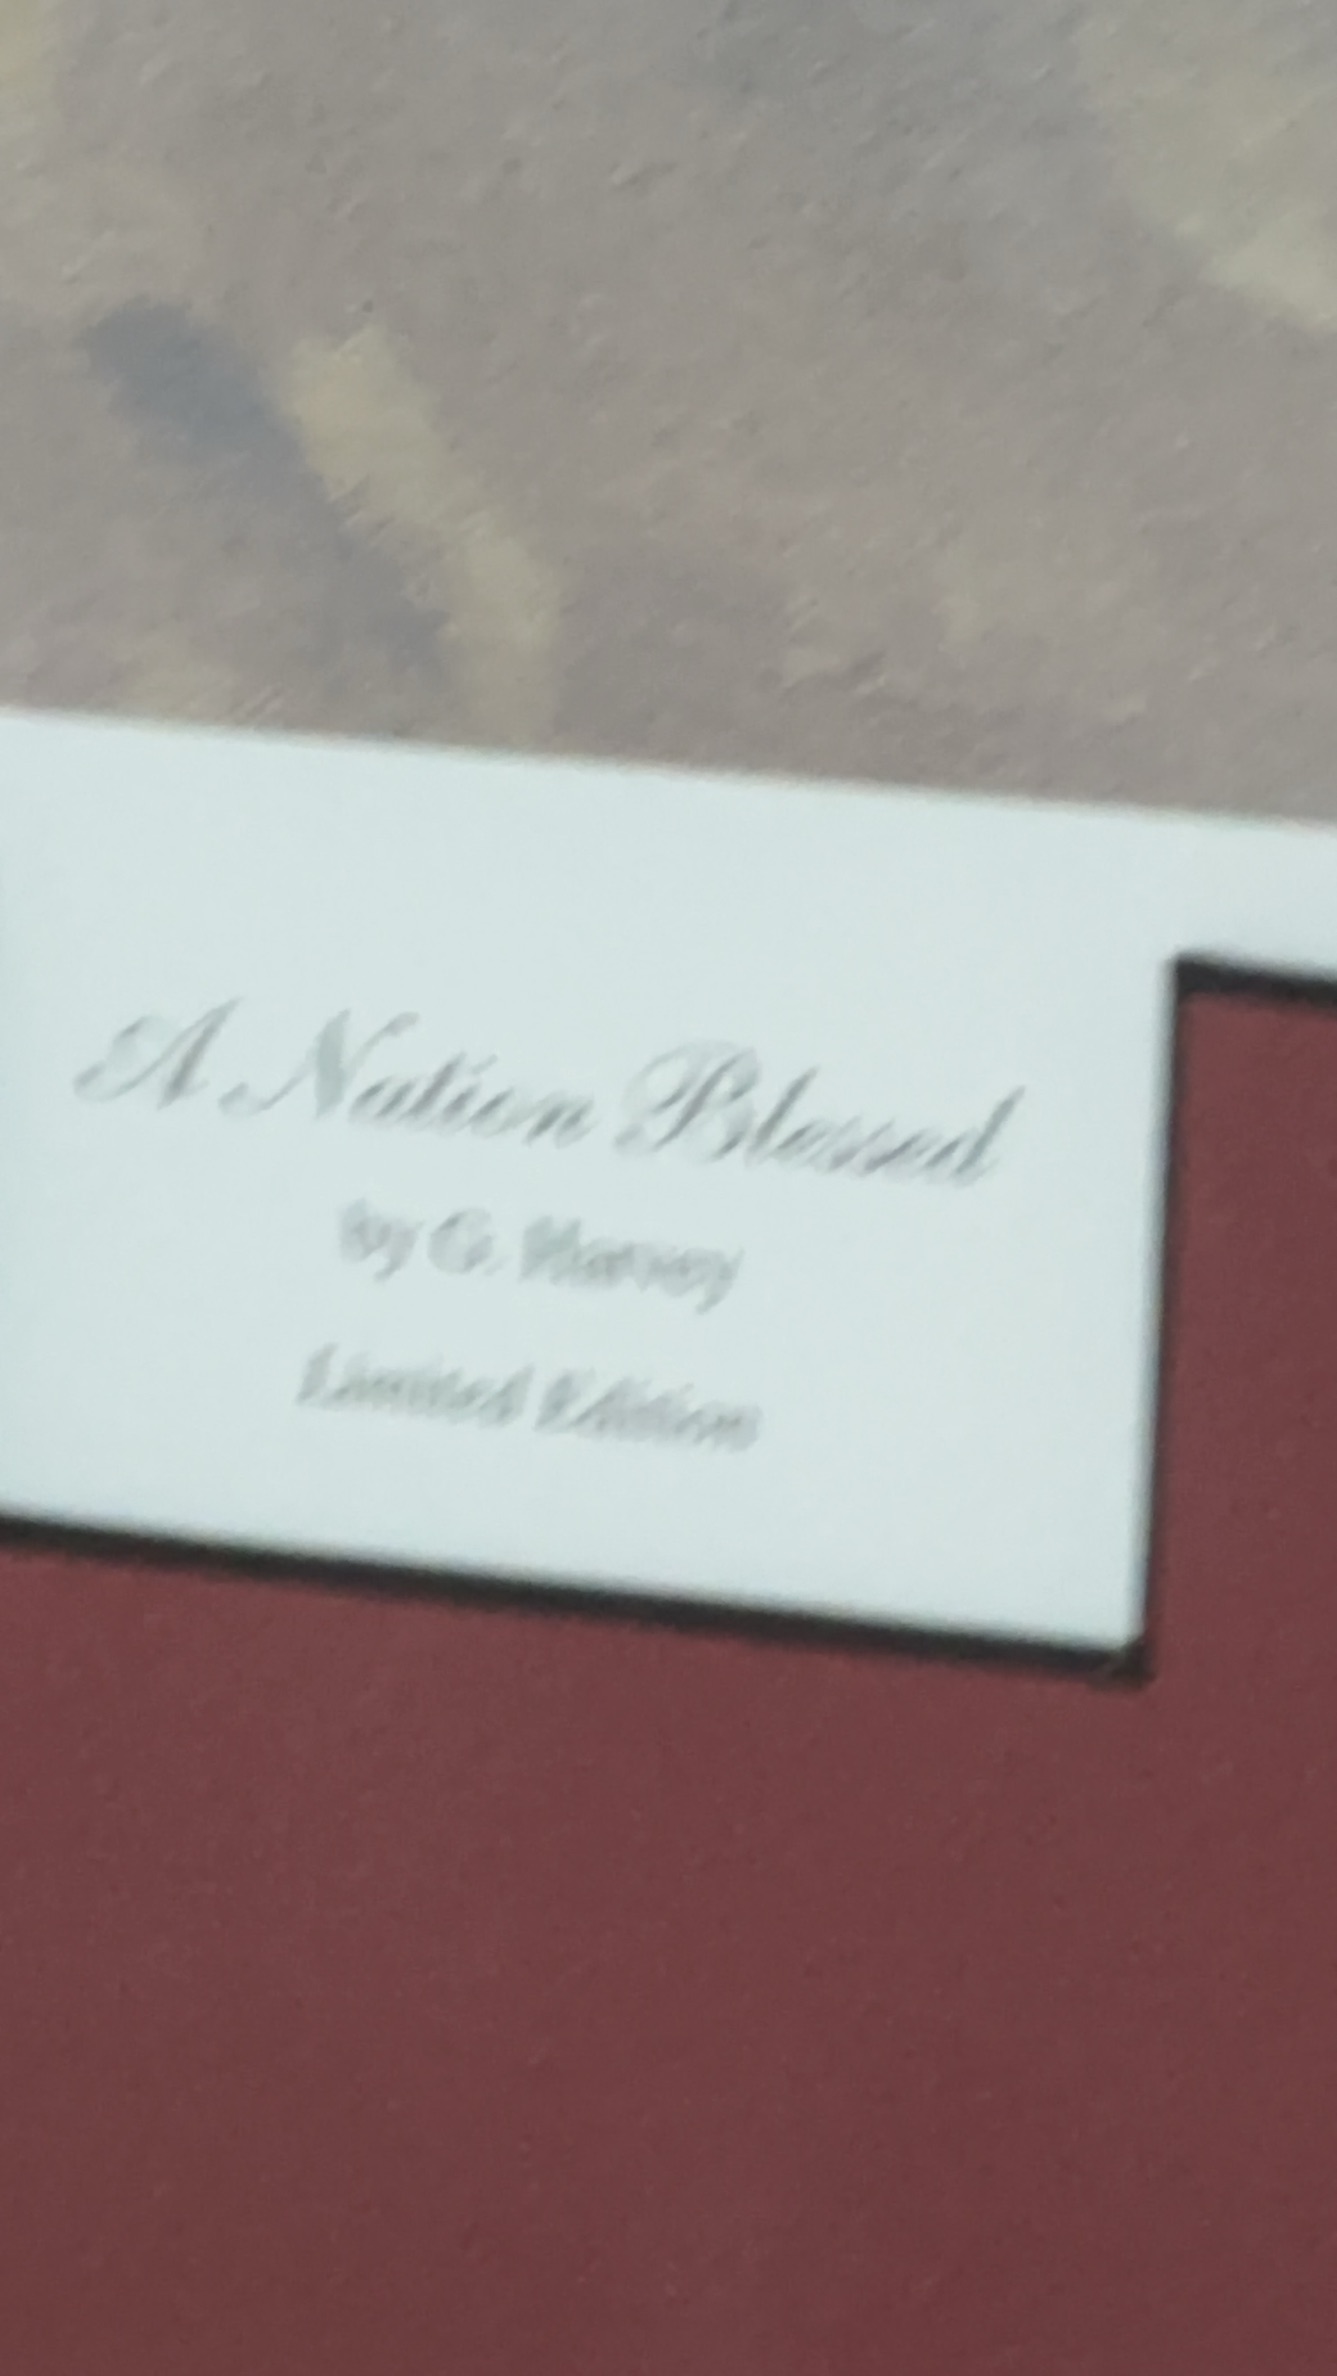 A Nation Blessed
by G. Harvey
Limited Edition